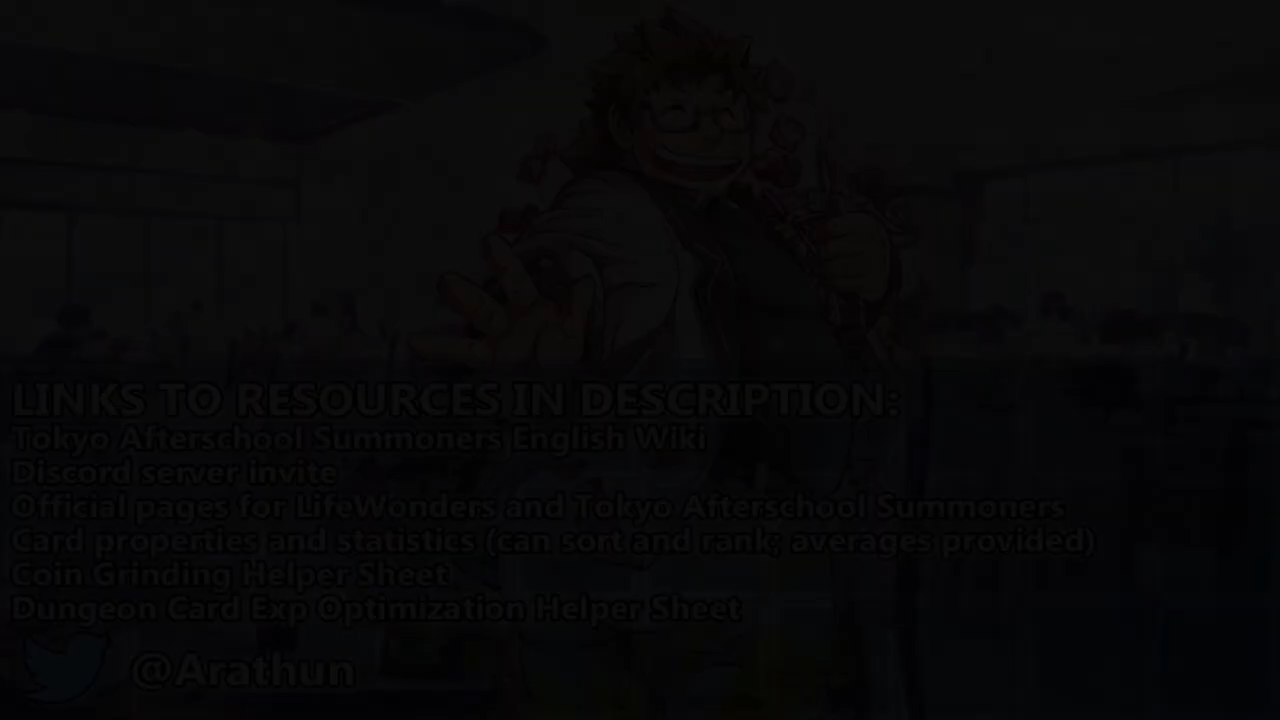 LINKS TO RESOURCES IN DESCRIPTION:
Tokyo Afterschool Summoners English Wiki
Discord server invite
Official pages for LifeWonders and Tokyo Afterschool Summoners
Card properties and statistics (can sort and rank; averages provided)
Coin Grinding Helper Sheet
Dungeon Card Exp Optimization Helper Sheet
@Arathun